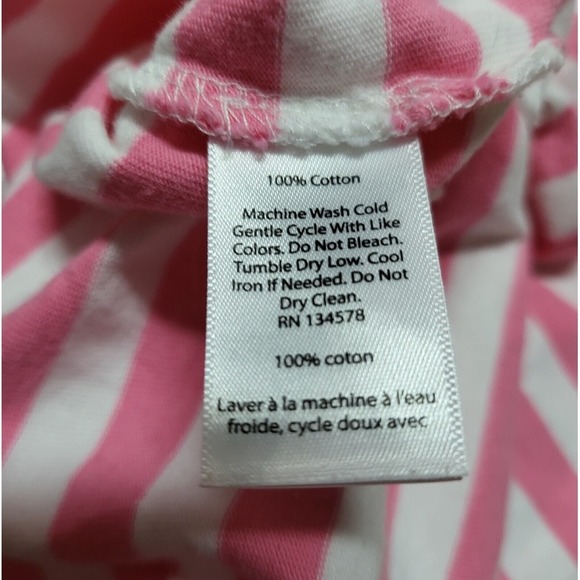 100% Cotton
Machine Wash Cold
Gentle Cycle With Like
Colors. Do Not Bleach.
Tumble Dry Low. Cool
Iron If Needed. Do Not
Dry Clean.
RN 134578
100% coton
Laver à la machine à l'eau
froide, cycle doux avec